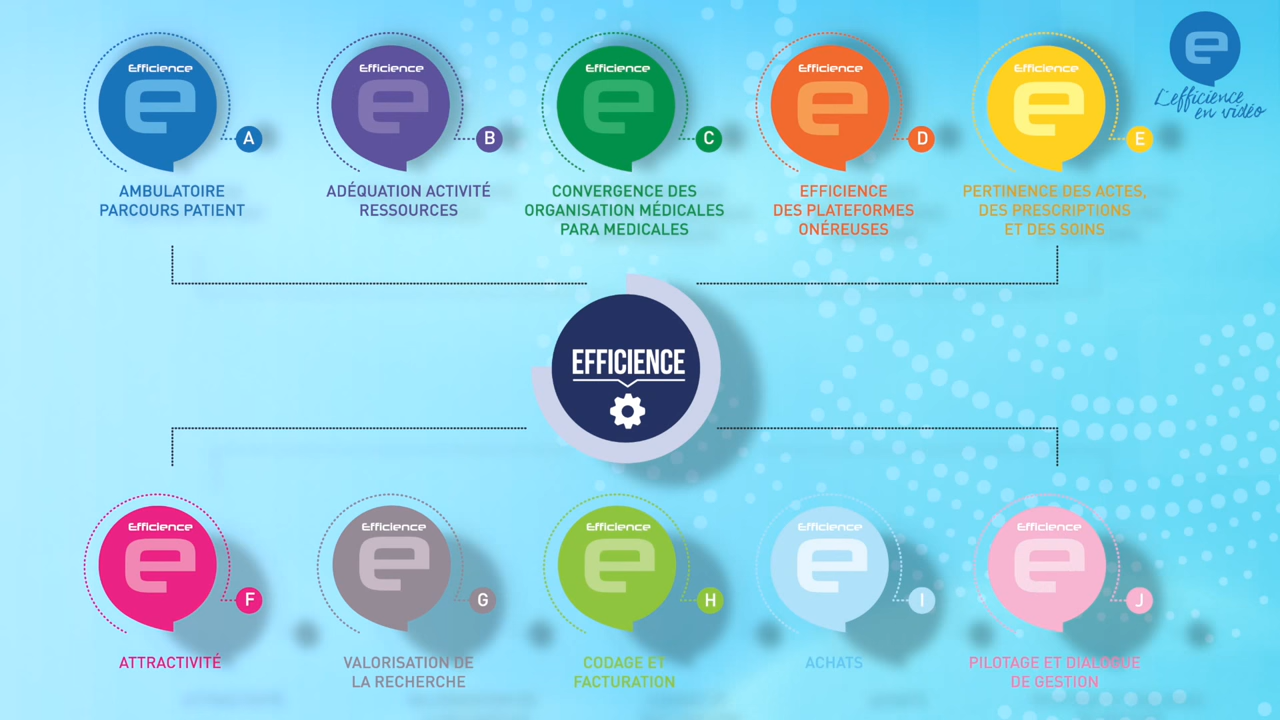 L'efficience
en vidéo
Efficience
A
AMBULATOIRE
PARCOURS PATIENT
Efficience
B
ADÉQUATION ACTIVITÉ
RESSOURCES
Efficience
C
CONVERGENCE DES
ORGANISATION MÉDICALES
PARA MEDICALES
Efficience
D
EFFICIENCE
DES PLATEFORMES
ONÉREUSES
Efficience
E
PERTINENCE DES ACTES,
DES PRESCRIPTIONS
ET DES SOINS
EFFICIENCE
Efficience
F
ATTRACTIVITÉ
Efficience
G
VALORISATION DE
LA RECHERCHE
Efficience
H
CODAGE ET
FACTURATION
Efficience
I
ACHATS
Efficience
J
PILOTAGE ET DIALOGUE
DE GESTION